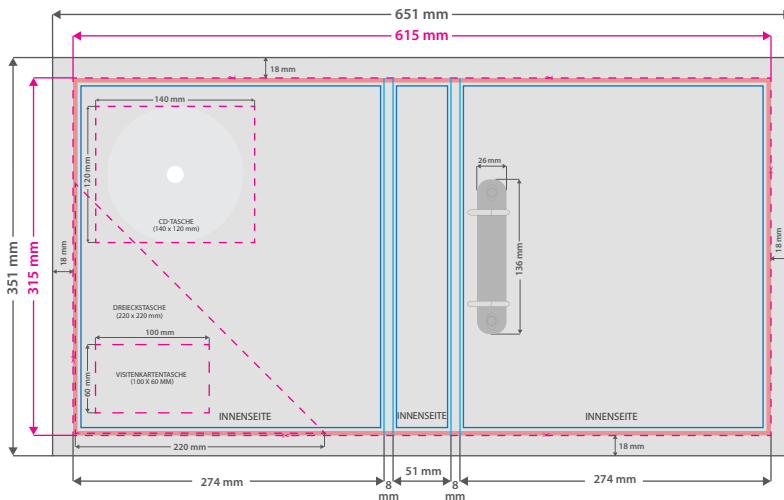 651 mm
615 mm
18 mm
140 mm
26 mm
120 mm
CD-TASCHE
(140 x 120 mm)
351 mm
315 mm
18 mm
136 mm
18 mm
DREIECKSTASCHE
(220 x 220 mm)
100 mm
60 mm
VISITENKARTENTASCHE
(100 X 60 MM)
INNENSEITE
INNENSEITE
INNENSEITE
220 mm
18 mm
274 mm
8
mm
51 mm
8
mm
274 mm